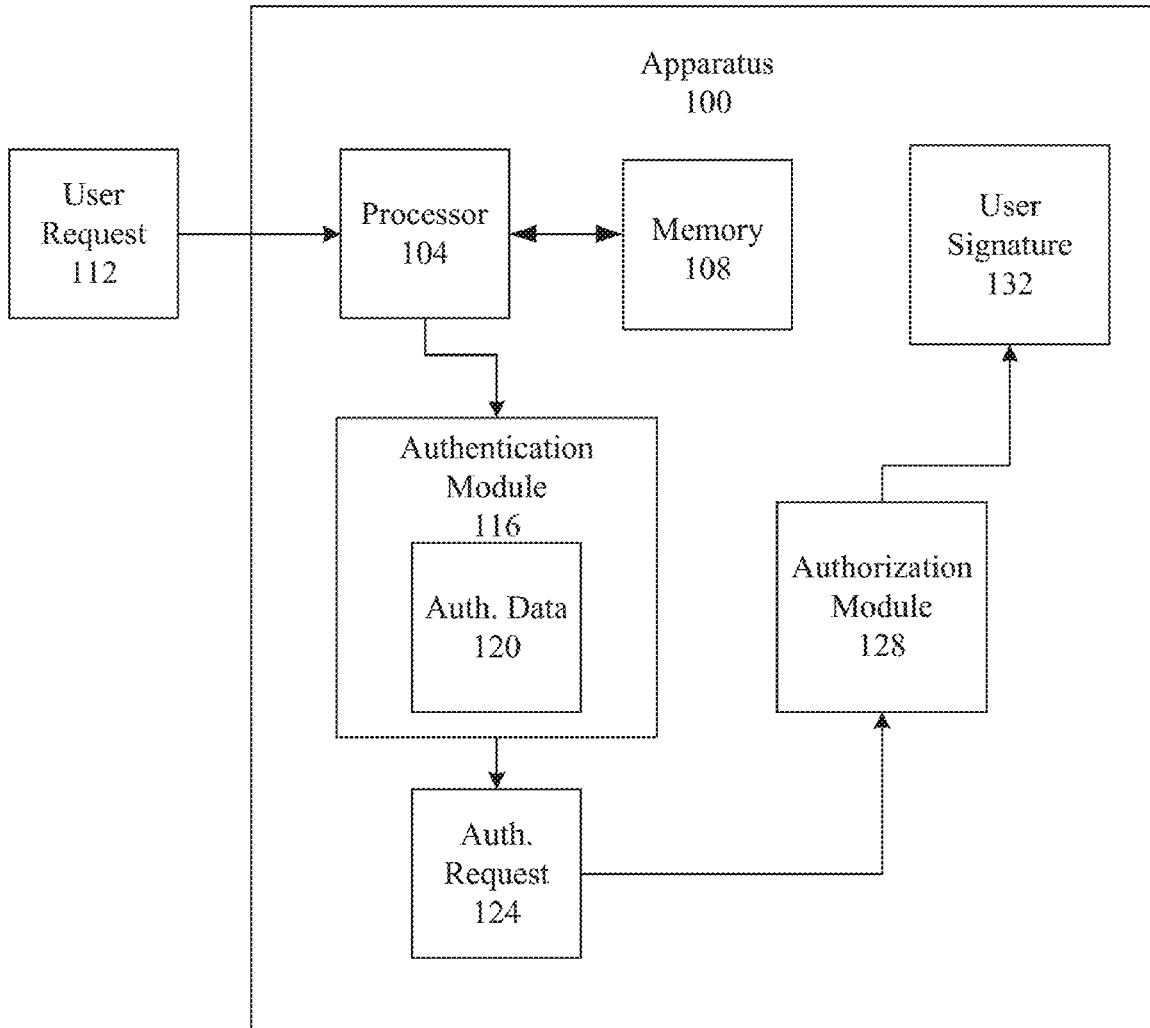 Apparatus
100
User
Request
112
Processor
104
Memory
108
User
Signature
132
Authentication
Module
116
Auth. Data
120
Authorization
Module
128
Auth.
Request
124